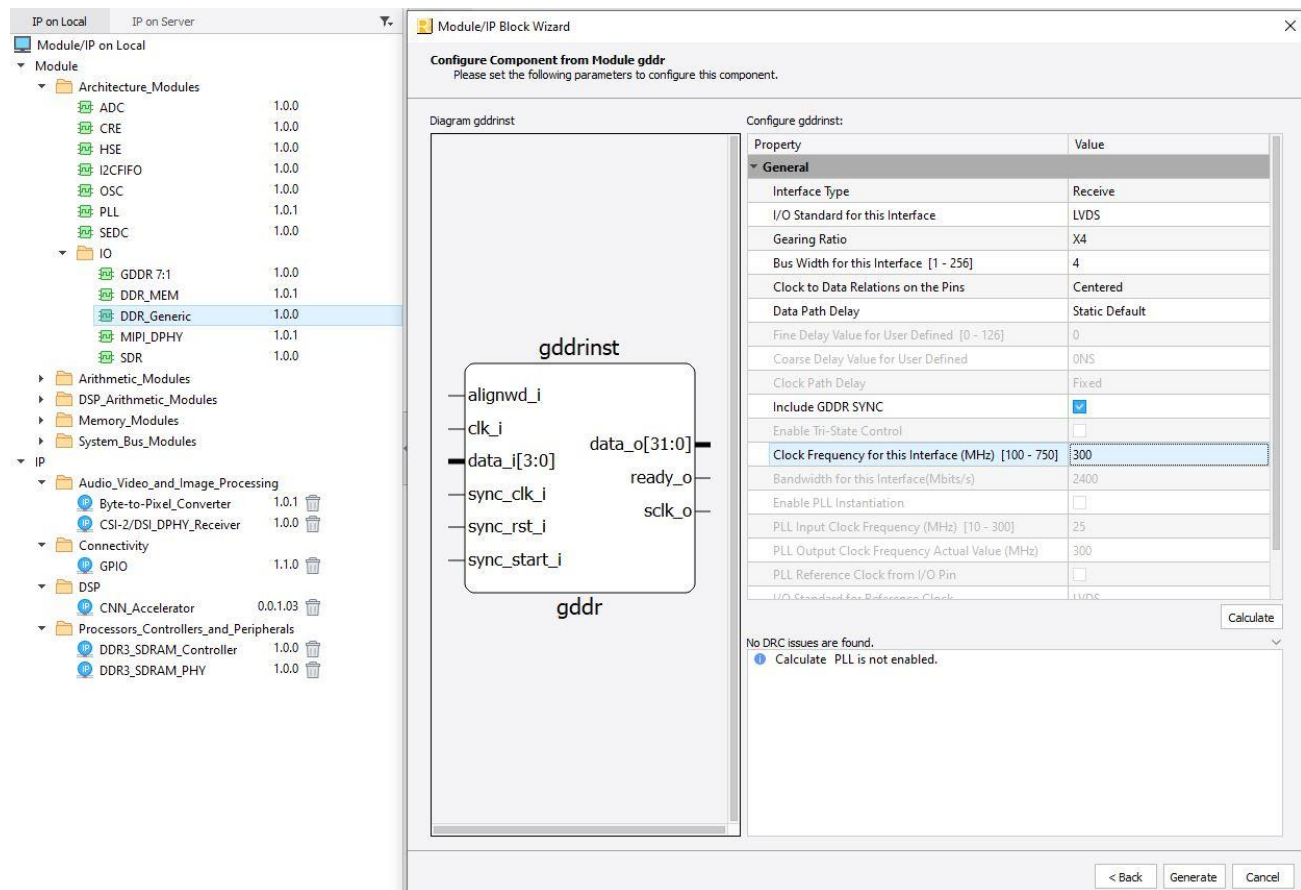 IP on Local
IP on Server
Module/IP on Local
Module
Architecture_Modules
ADC 1.0.0
CRE 1.0.0
HSE 1.0.0
I2CFIFO 1.0.0
OSC 1.0.0
PLL 1.0.1
SEDC 1.0.0
IO
GDDR 7:1 1.0.0
DDR_MEM 1.0.1
DDR_Generic 1.0.0
MIPI_DPHY 1.0.1
SDR 1.0.0
Arithmetic_Modules
DSP_Arithmetic_Modules
Memory_Modules
System_Bus_Modules
IP
Audio_Video_and_Image_Processing
Byte-to-Pixel_Converter 1.0.1
CSI-2/DSI_DPHY_Receiver 1.0.0
Connectivity
GPIO 1.1.0
DSP
CNN_Accelerator 0.0.1.03
Processors_Controllers_and_Peripherals
DDR3_SDRAM_Controller 1.0.0
DDR3_SDRAM_PHY 1.0.0
Module/IP Block Wizard
Configure Component from Module gddr
Please set the following parameters to configure this component.
Diagram gddrinst
gddrinst
alignwd_i
clk_i
data_i[3:0]
sync_clk_i
sync_rst_i
sync_start_i
data_o[31:0]
ready_o
sclk_o
gddr
Configure gddrinst:
Property Value
General
Interface Type Receive
I/O Standard for this Interface LVDS
Gearing Ratio X4
Bus Width for this Interface [1 - 256] 4
Clock to Data Relations on the Pins Centered
Data Path Delay Static Default
Fine Delay Value for User Defined [0 - 126] 0
Coarse Delay Value for User Defined 0NS
Clock Path Delay Fixed
Include GDDR SYNC
Enable Tri-State Control
Clock Frequency for this Interface (MHz) [100 - 750] 300
Bandwidth for this Interface(Mbits/s) 2400
Enable PLL Instantiation
PLL Input Clock Frequency (MHz) [10 - 300] 25
PLL Output Clock Frequency Actual Value (MHz) 300
PLL Reference Clock from I/O Pin
I/O Standard for Reference Clock LVDS
Calculate
No DRC issues are found.
Calculate PLL is not enabled.
< Back
Generate
Cancel